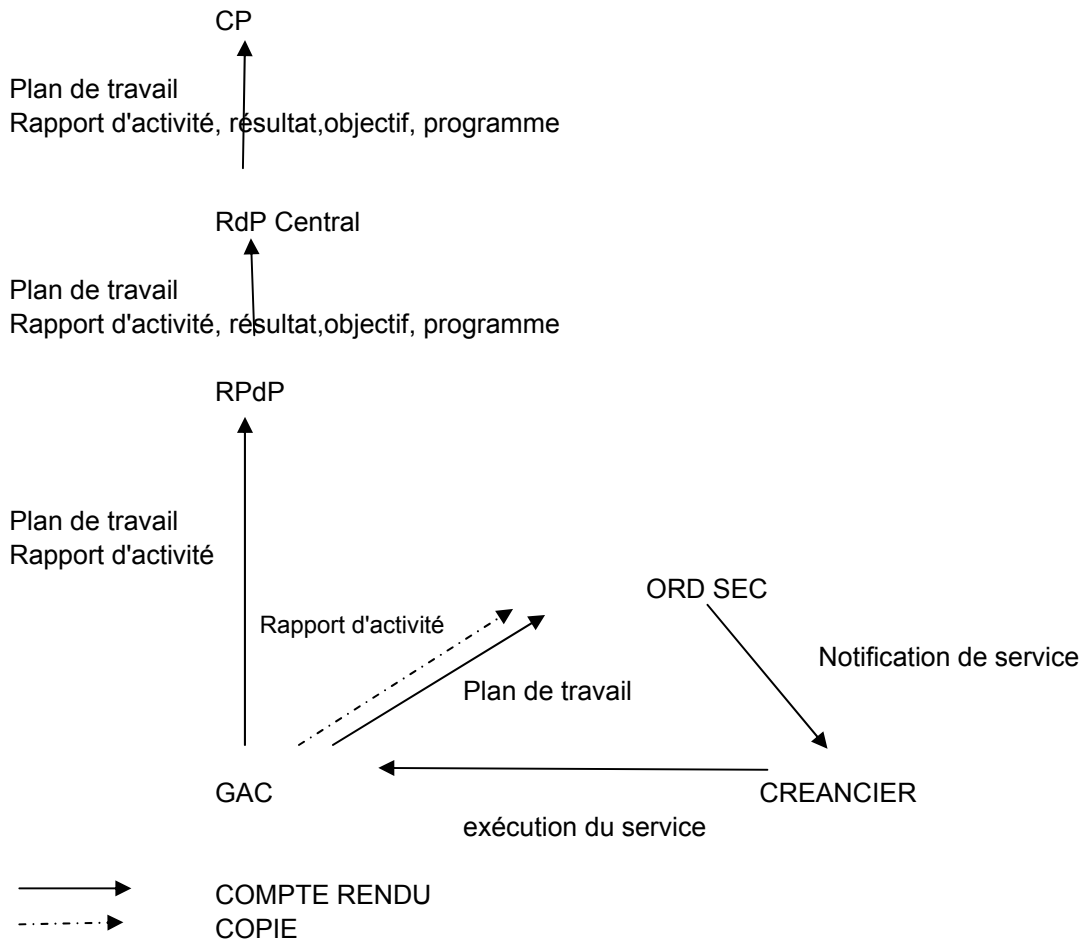 CP
Plan de travail
Rapport d'activité, résultat,objectif, programme
RdP Central
Plan de travail
Rapport d'activité, résultat,objectif, programme
RPdP
Plan de travail
Rapport d'activité
ORD SEC
Rapport d'activité
Notification de service
Plan de travail
GAC
CREANCIER
exécution du service
COMPTE RENDU
COPIE